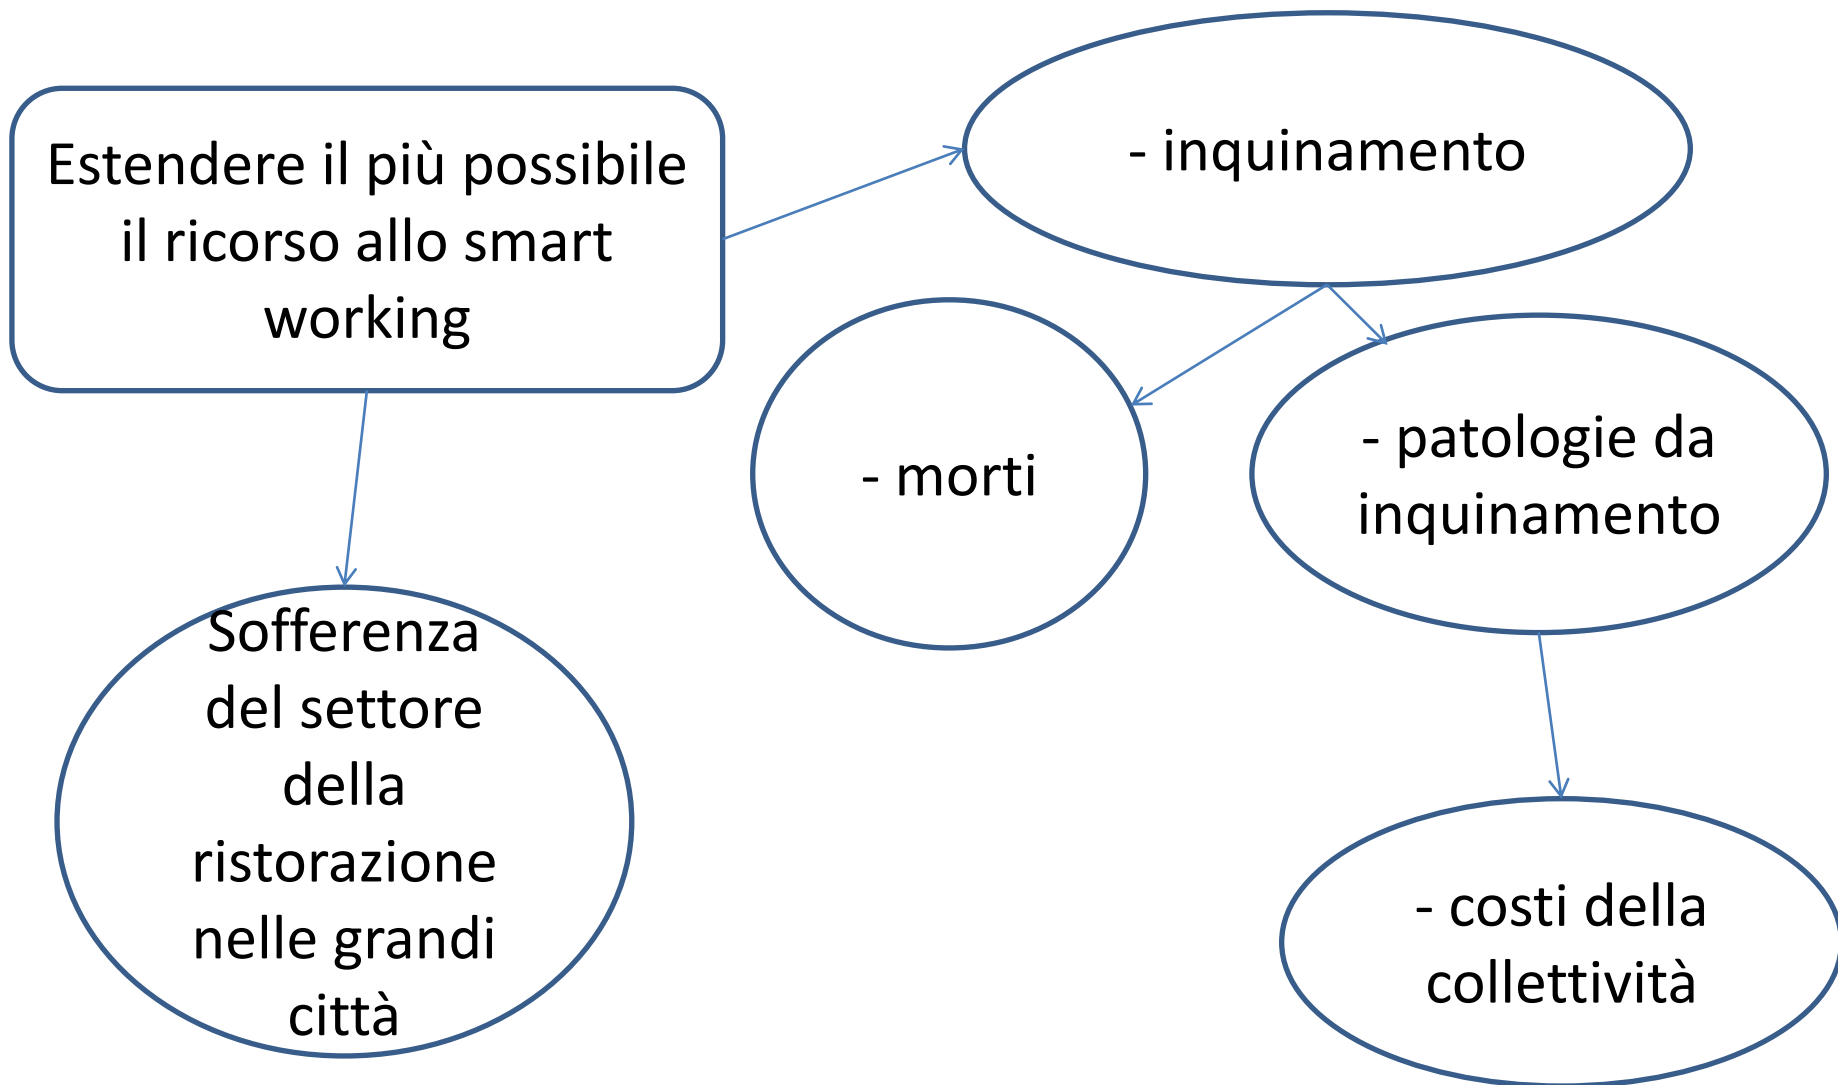 Estendere il più possibile
il ricorso allo smart
working
- inquinamento
- morti
- patologie da
inquinamento
Sofferenza
del settore
della
ristorazione
nelle grandi
città
- costi della
collettività